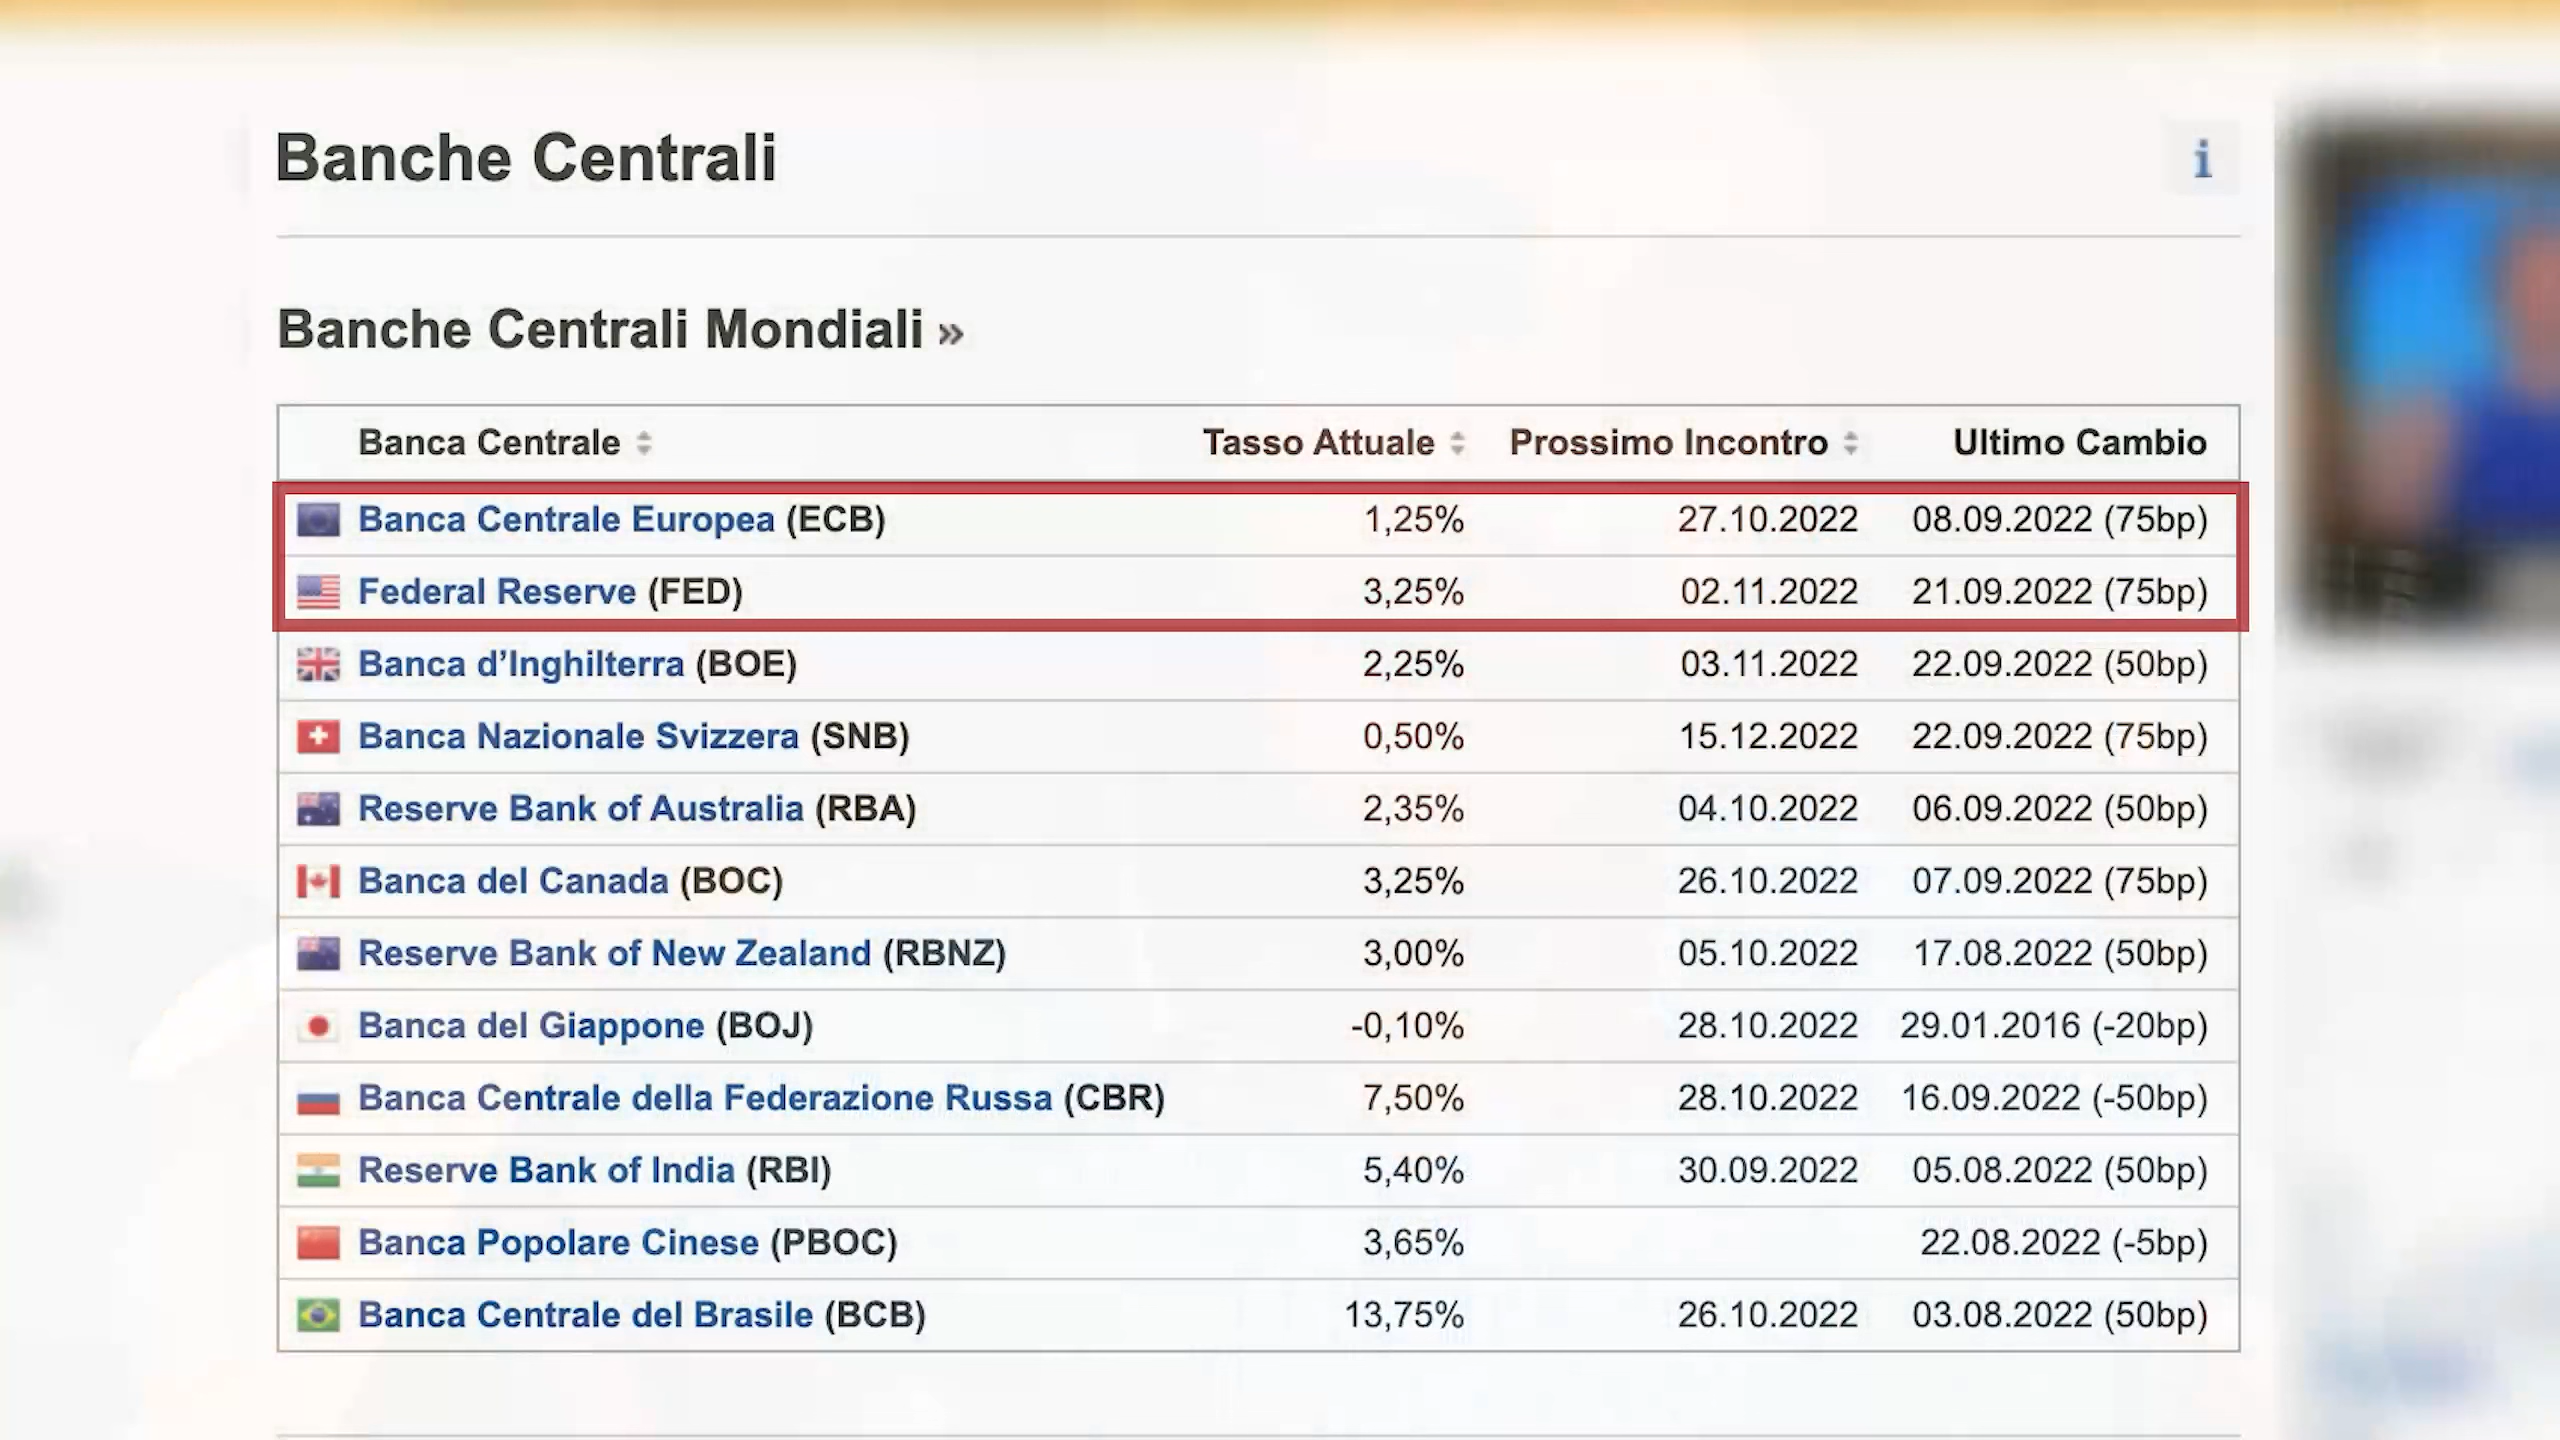 Banche Centrali
i
Banche Centrali Mondiali »
Banca Centrale Tasso Attuale Prossimo Incontro Ultimo Cambio
Banca Centrale Europea (ECB) 1,25% 27.10.2022 08.09.2022 (75bp)
Federal Reserve (FED) 3,25% 02.11.2022 21.09.2022 (75bp)
Banca d’Inghilterra (BOE) 2,25% 03.11.2022 22.09.2022 (50bp)
Banca Nazionale Svizzera (SNB) 0,50% 15.12.2022 22.09.2022 (75bp)
Reserve Bank of Australia (RBA) 2,35% 04.10.2022 06.09.2022 (50bp)
Banca del Canada (BOC) 3,25% 26.10.2022 07.09.2022 (75bp)
Reserve Bank of New Zealand (RBNZ) 3,00% 05.10.2022 17.08.2022 (50bp)
Banca del Giappone (BOJ) -0,10% 28.10.2022 29.01.2016 (-20bp)
Banca Centrale della Federazione Russa (CBR) 7,50% 28.10.2022 16.09.2022 (-50bp)
Reserve Bank of India (RBI) 5,40% 30.09.2022 05.08.2022 (50bp)
Banca Popolare Cinese (PBOC) 3,65% 22.08.2022 (-5bp)
Banca Centrale del Brasile (BCB) 13,75% 26.10.2022 03.08.2022 (50bp)